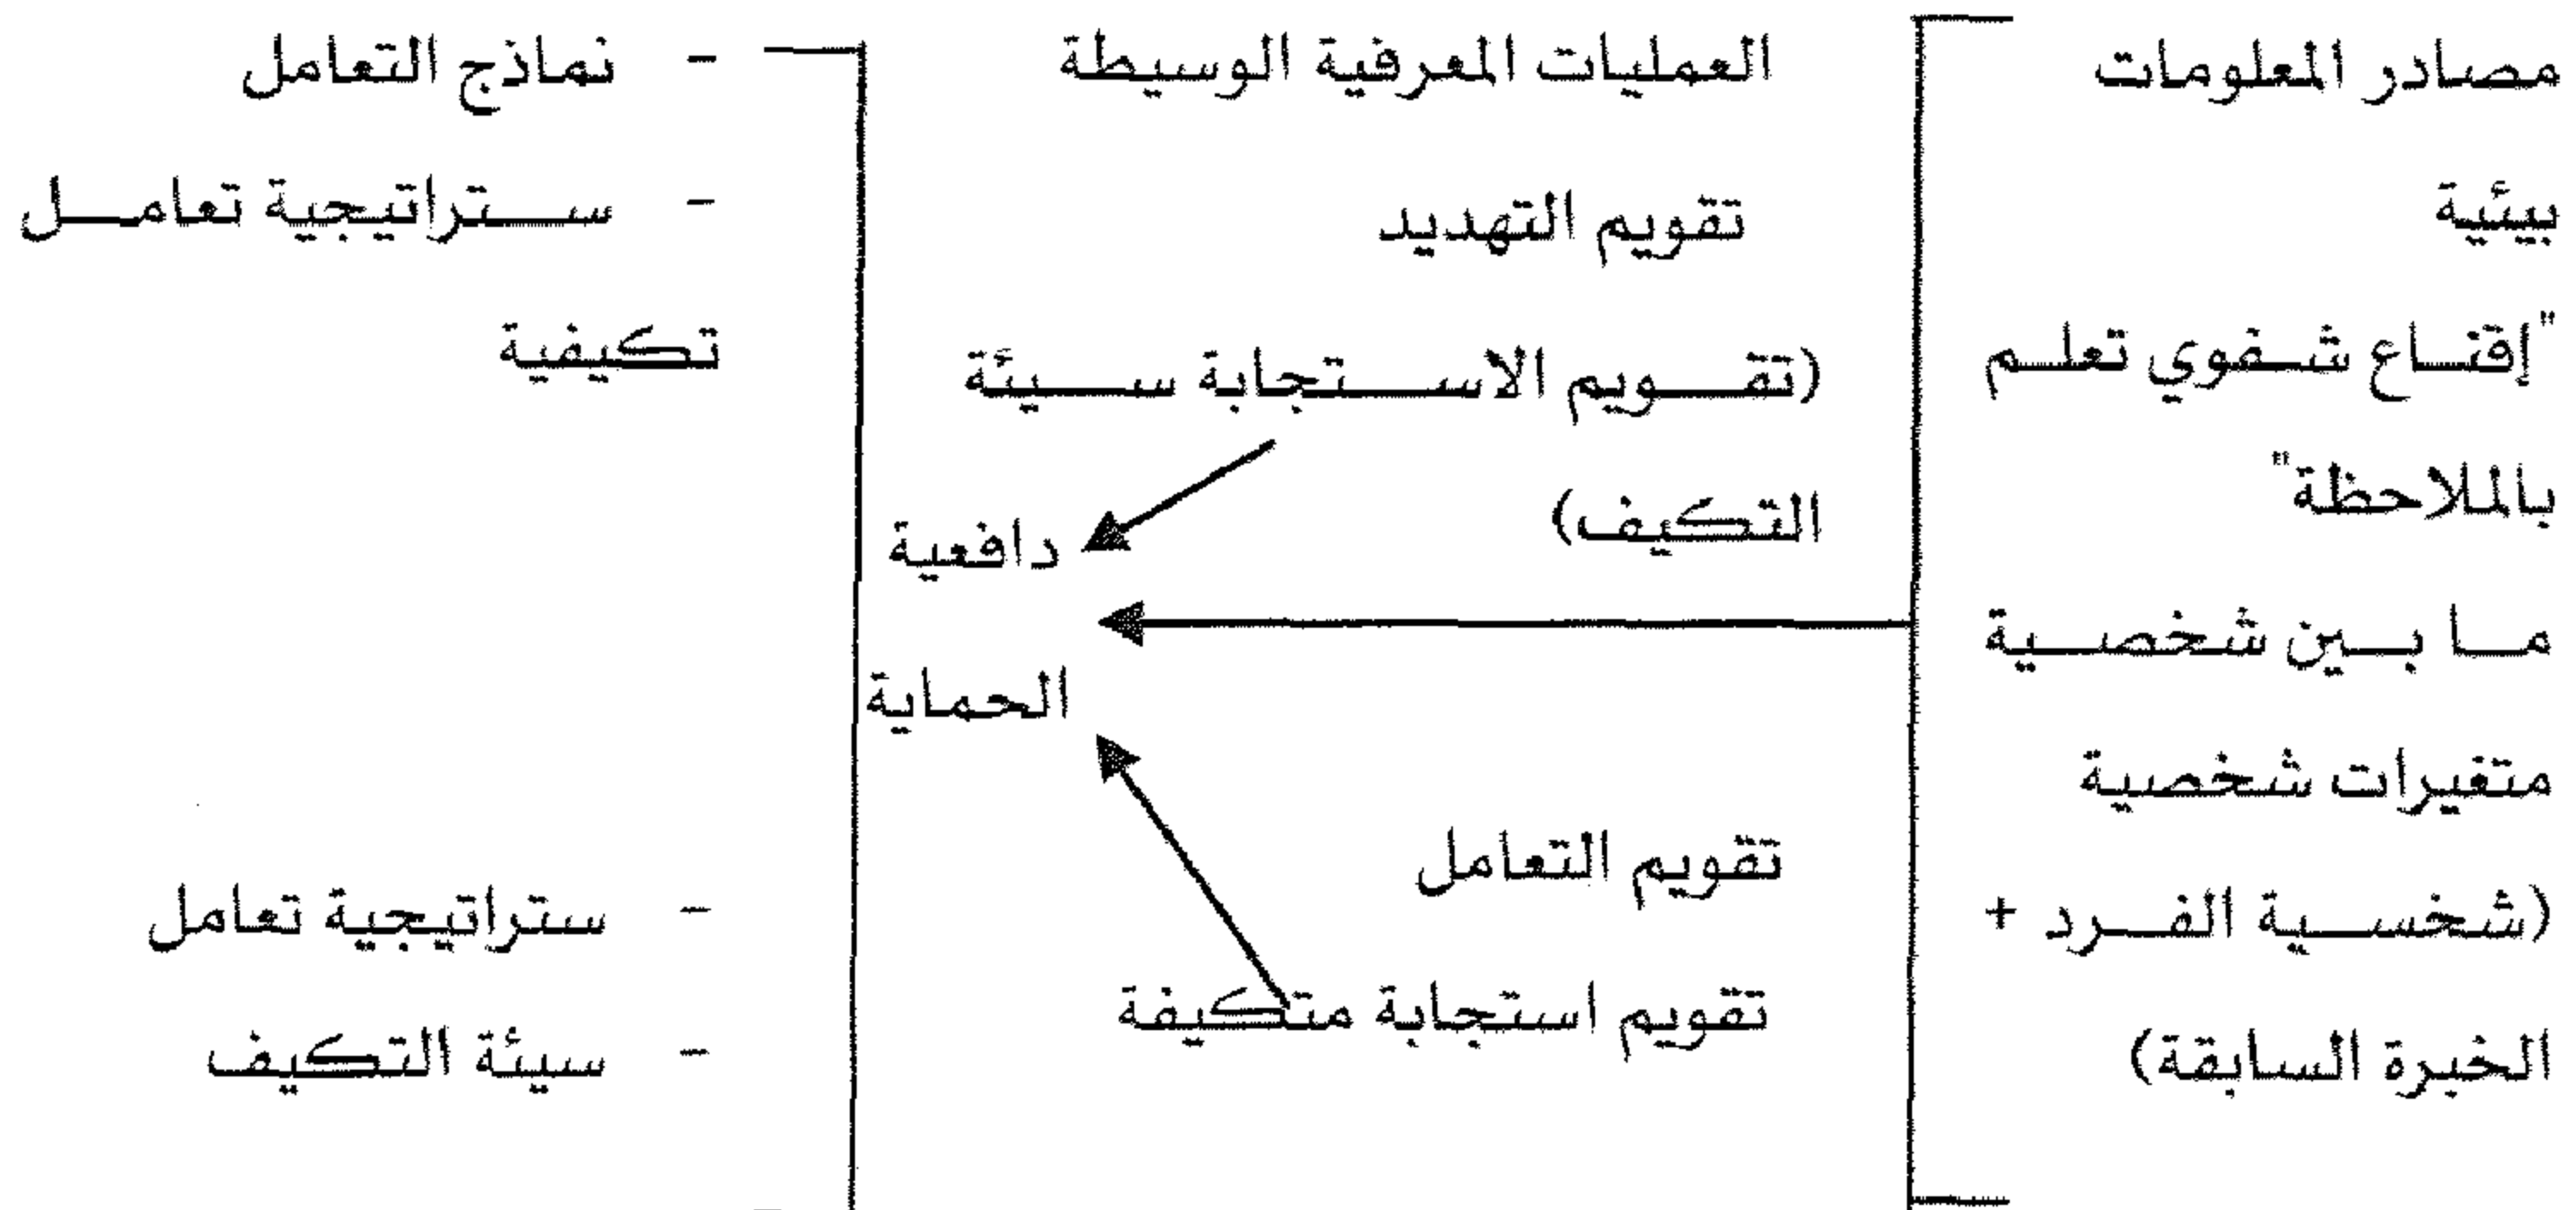 مصادر المعلومات
بيئية
"إقناع شفوي تعلم
بالملاحظة"
ما بين شخصية
متغيرات شخصية
(شخسية الفرد +
الخبرة السابقة)
العمليات المعرفية الوسيطة
تقويم التهديد
(تقويم الاستجابة سيئة
التكيف)
دافعية
الحماية
تقويم التعامل
تقويم استجابة متكيفة
- نماذج التعامل
- ستراتيجية تعامل
تكيفية
- ستراتيجية تعامل
- سيئة التكيف